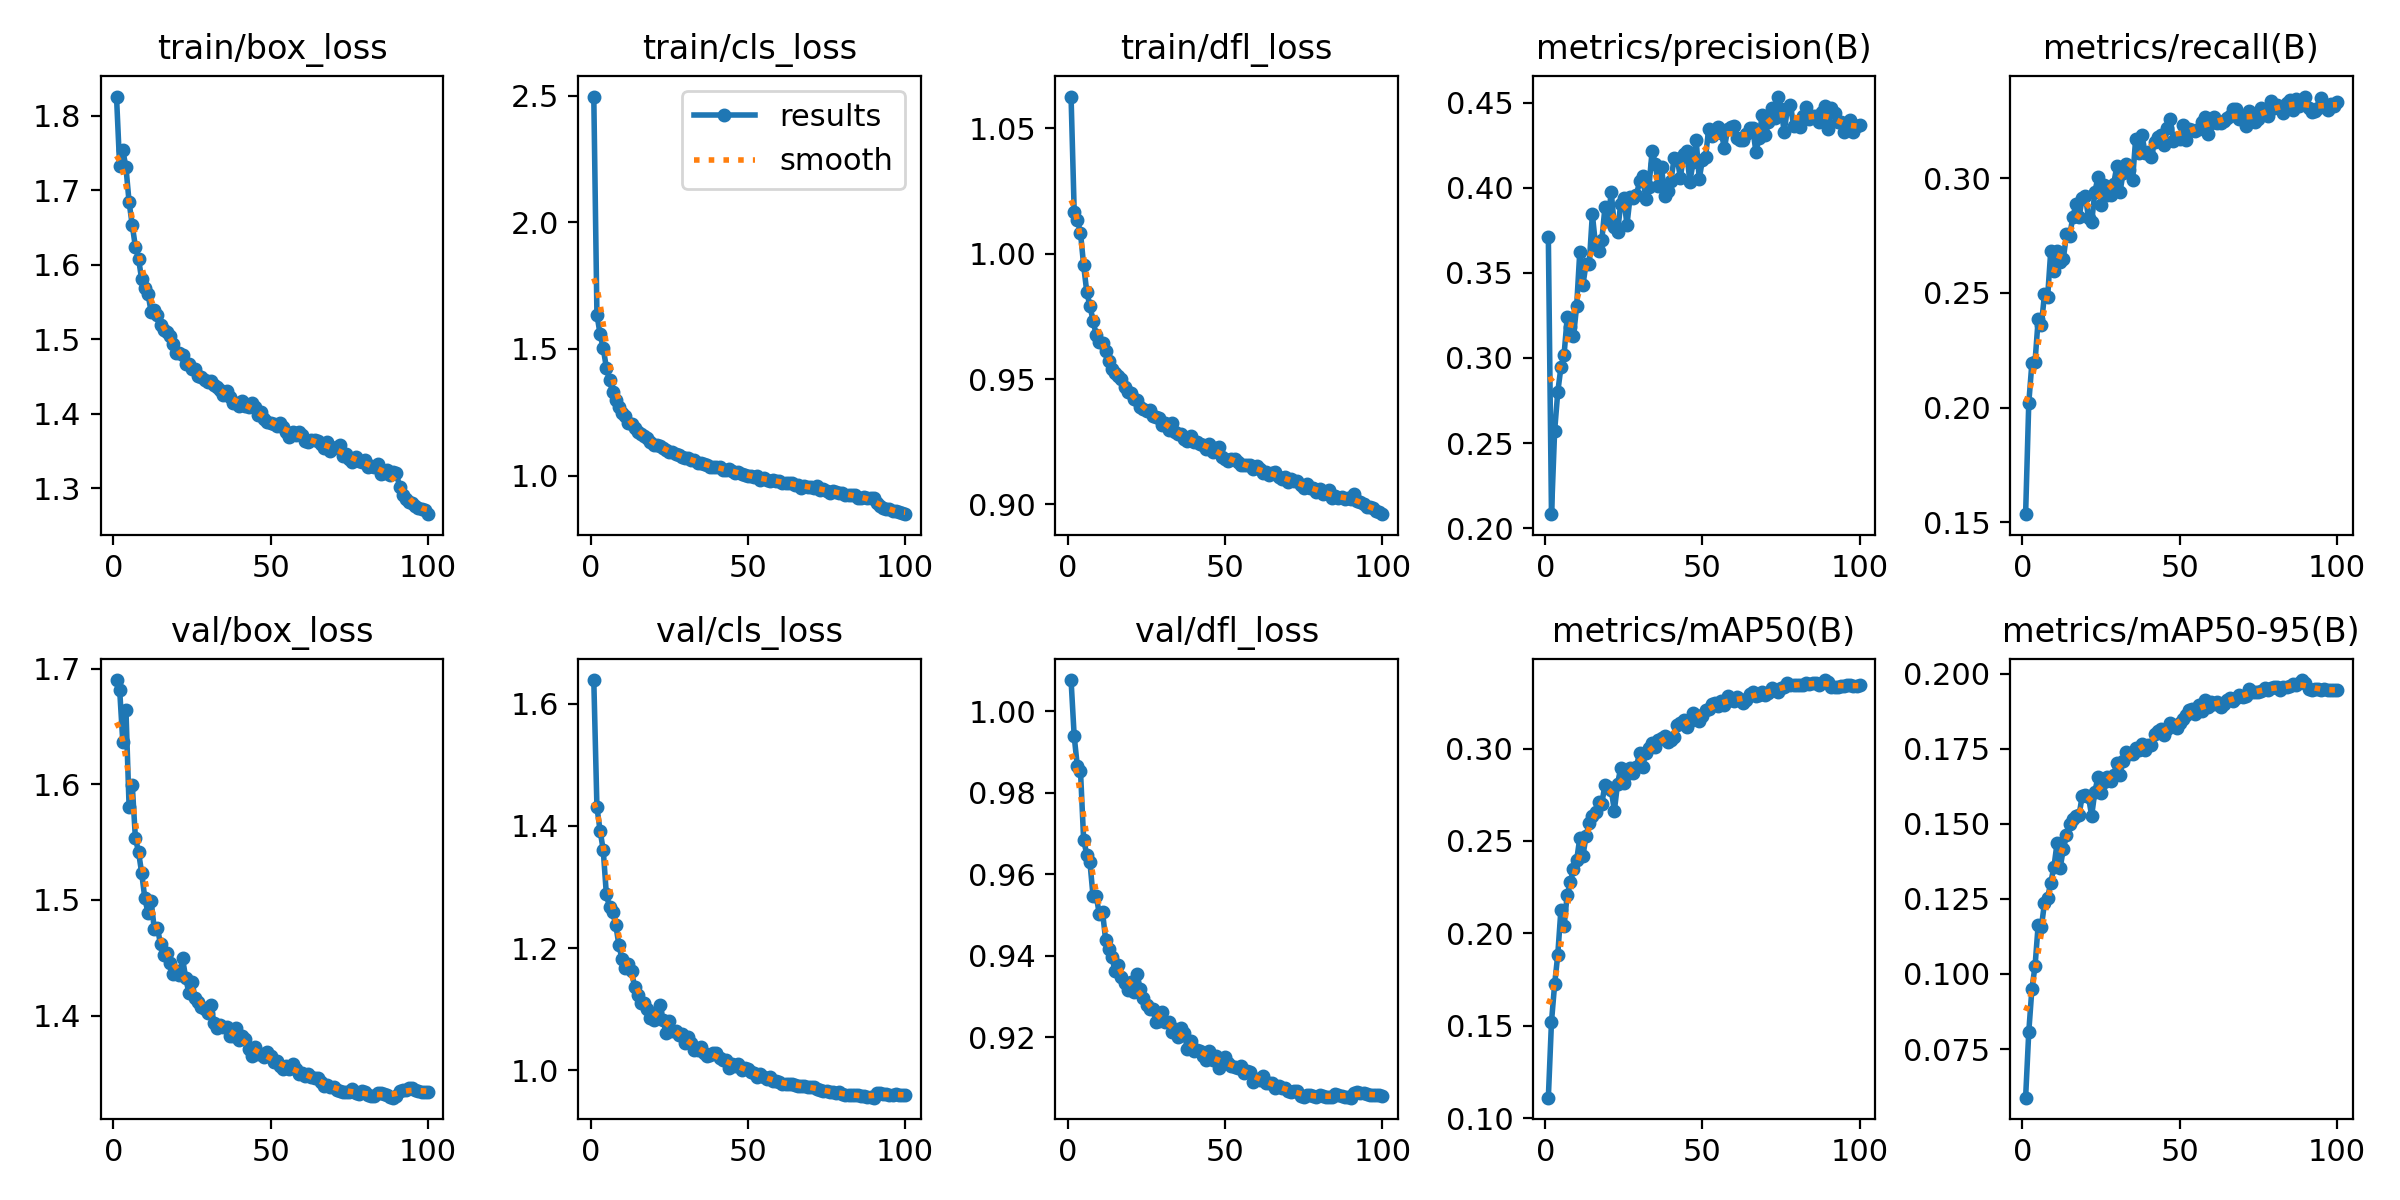 train/box_loss
1.8
1.7
1.6
1.5
1.4
1.3
0 50 100
train/cls_loss
results
smooth
2.5
2.0
1.5
1.0
0 50 100
train/dfl_loss
1.05
1.00
0.95
0.90
0 50 100
metrics/precision(B)
0.45
0.40
0.35
0.30
0.25
0.20
0 50 100
metrics/recall(B)
0.30
0.25
0.20
0.15
0 50 100
val/box_loss
1.7
1.6
1.5
1.4
0 50 100
val/cls_loss
1.6
1.4
1.2
1.0
0 50 100
val/dfl_loss
1.00
0.98
0.96
0.94
0.92
0 50 100
metrics/mAP50(B)
0.30
0.25
0.20
0.15
0.10
0 50 100
metrics/mAP50-95(B)
0.200
0.175
0.150
0.125
0.100
0.075
0 50 100